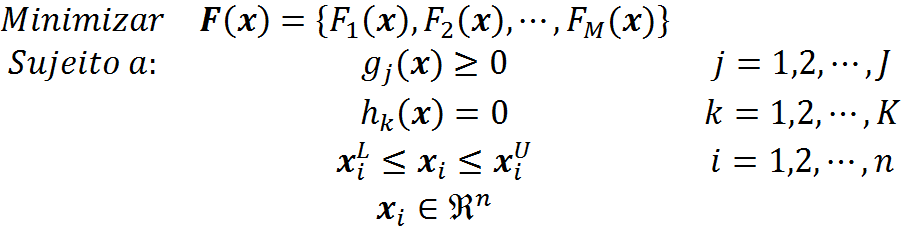 Minimizar 𝑭(𝒙) = {F₁(𝒙), F₂(𝒙), ⋯ , F_M(𝒙)}
Sujeito a: g_j(𝒙) ≥ 0 j = 1,2, ⋯ , J
h_k(𝒙) = 0 k = 1,2, ⋯ , K
𝒙_i^L ≤ 𝒙_i ≤ 𝒙_i^U i = 1,2, ⋯ , n
𝒙_i ∈ ℜⁿ